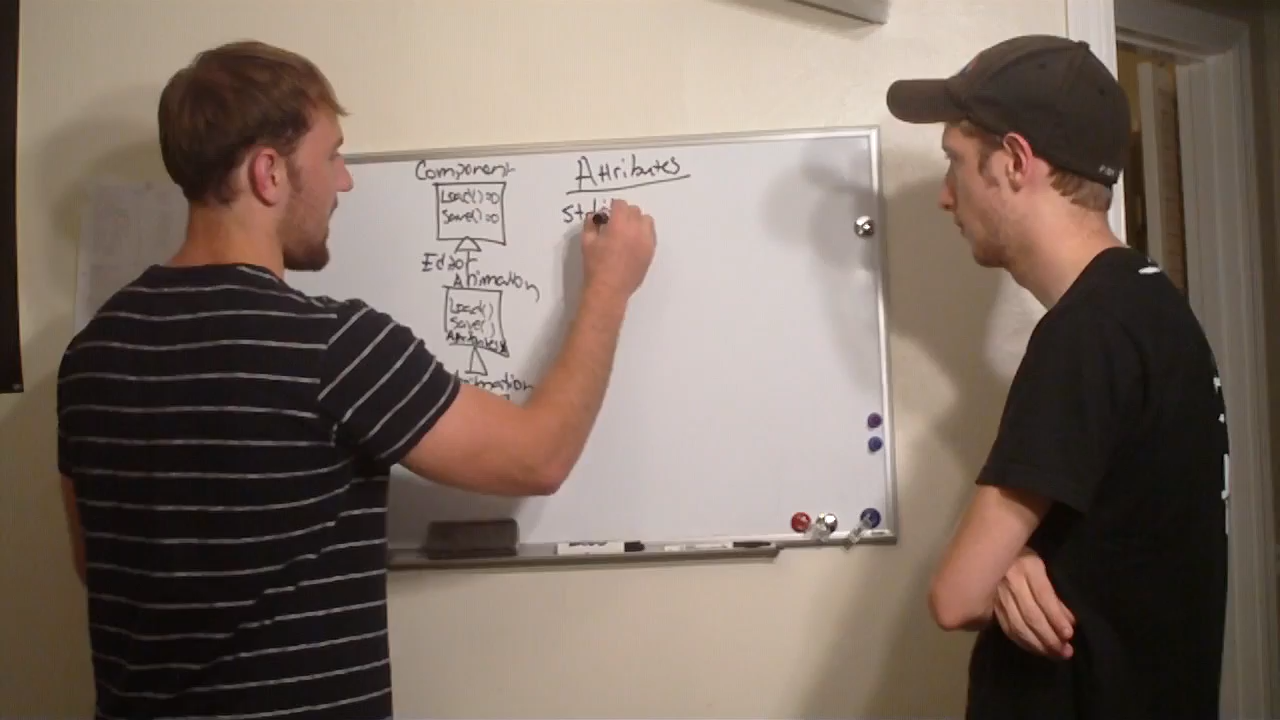 Component
Load()=0
Save()=0
Editor
Animation
Load()
Save()
Attributes